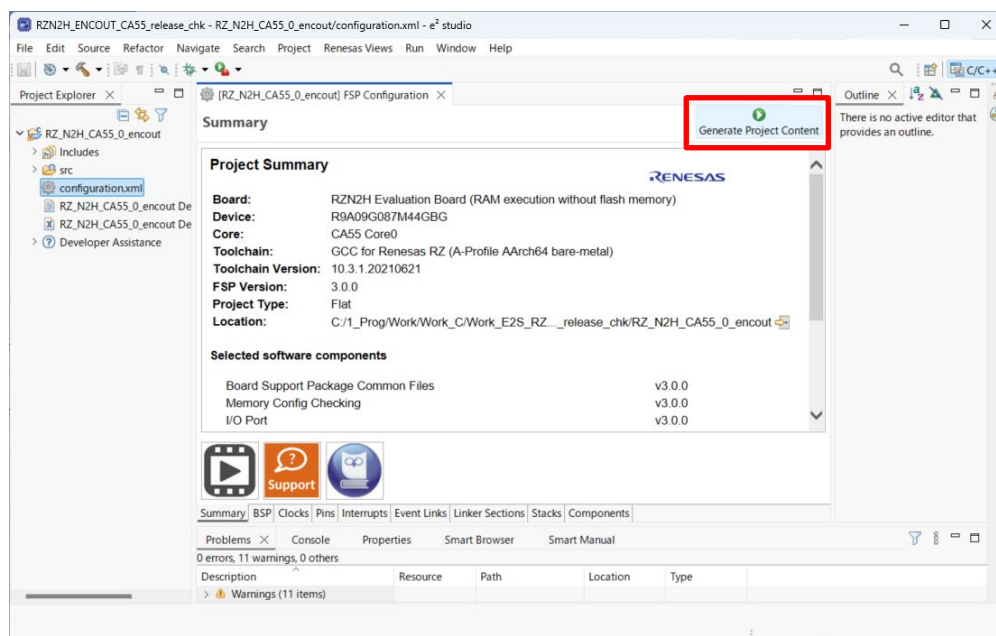 RZN2H_ENCOUT_CA55_release_chk - RZ_N2H_CA55_0_encout/configuration.xml - e² studio
File Edit Source Refactor Navigate Search Project Renesas Views Run Window Help
C/C++
Project Explorer
[RZ_N2H_CA55_0_encout] FSP Configuration
Outline
RZ_N2H_CA55_0_encout
Includes
src
configuration.xml
RZ_N2H_CA55_0_encout De
RZ_N2H_CA55_0_encout De
Developer Assistance
Summary
Generate Project Content
There is no active editor that
provides an outline.
Project Summary
RENESAS
Board: RZN2H Evaluation Board (RAM execution without flash memory)
Device: R9A09G087M44GBG
Core: CA55 Core0
Toolchain: GCC for Renesas RZ (A-Profile AArch64 bare-metal)
Toolchain Version: 10.3.1.20210621
FSP Version: 3.0.0
Project Type: Flat
Location: C:/1_Prog/Work/Work_C/Work_E2S_RZ..._release_chk/RZ_N2H_CA55_0_encout
Selected software components
Board Support Package Common Files v3.0.0
Memory Config Checking v3.0.0
I/O Port v3.0.0
Support
Summary BSP Clocks Pins Interrupts Event Links Linker Sections Stacks Components
Problems Console Properties Smart Browser Smart Manual
0 errors, 11 warnings, 0 others
Description Resource Path Location Type
Warnings (11 items)